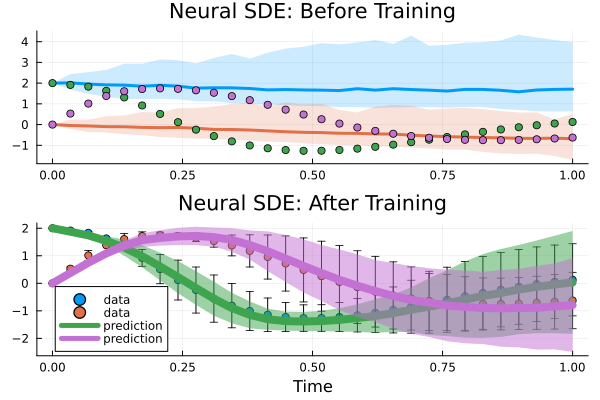 Neural SDE: Before Training
4
3
2
1
0
−1
0.00 0.25 0.50 0.75 1.00
Neural SDE: After Training
2
1
0
−1
−2
data
data
prediction
prediction
0.00 0.25 0.50 0.75 1.00
Time